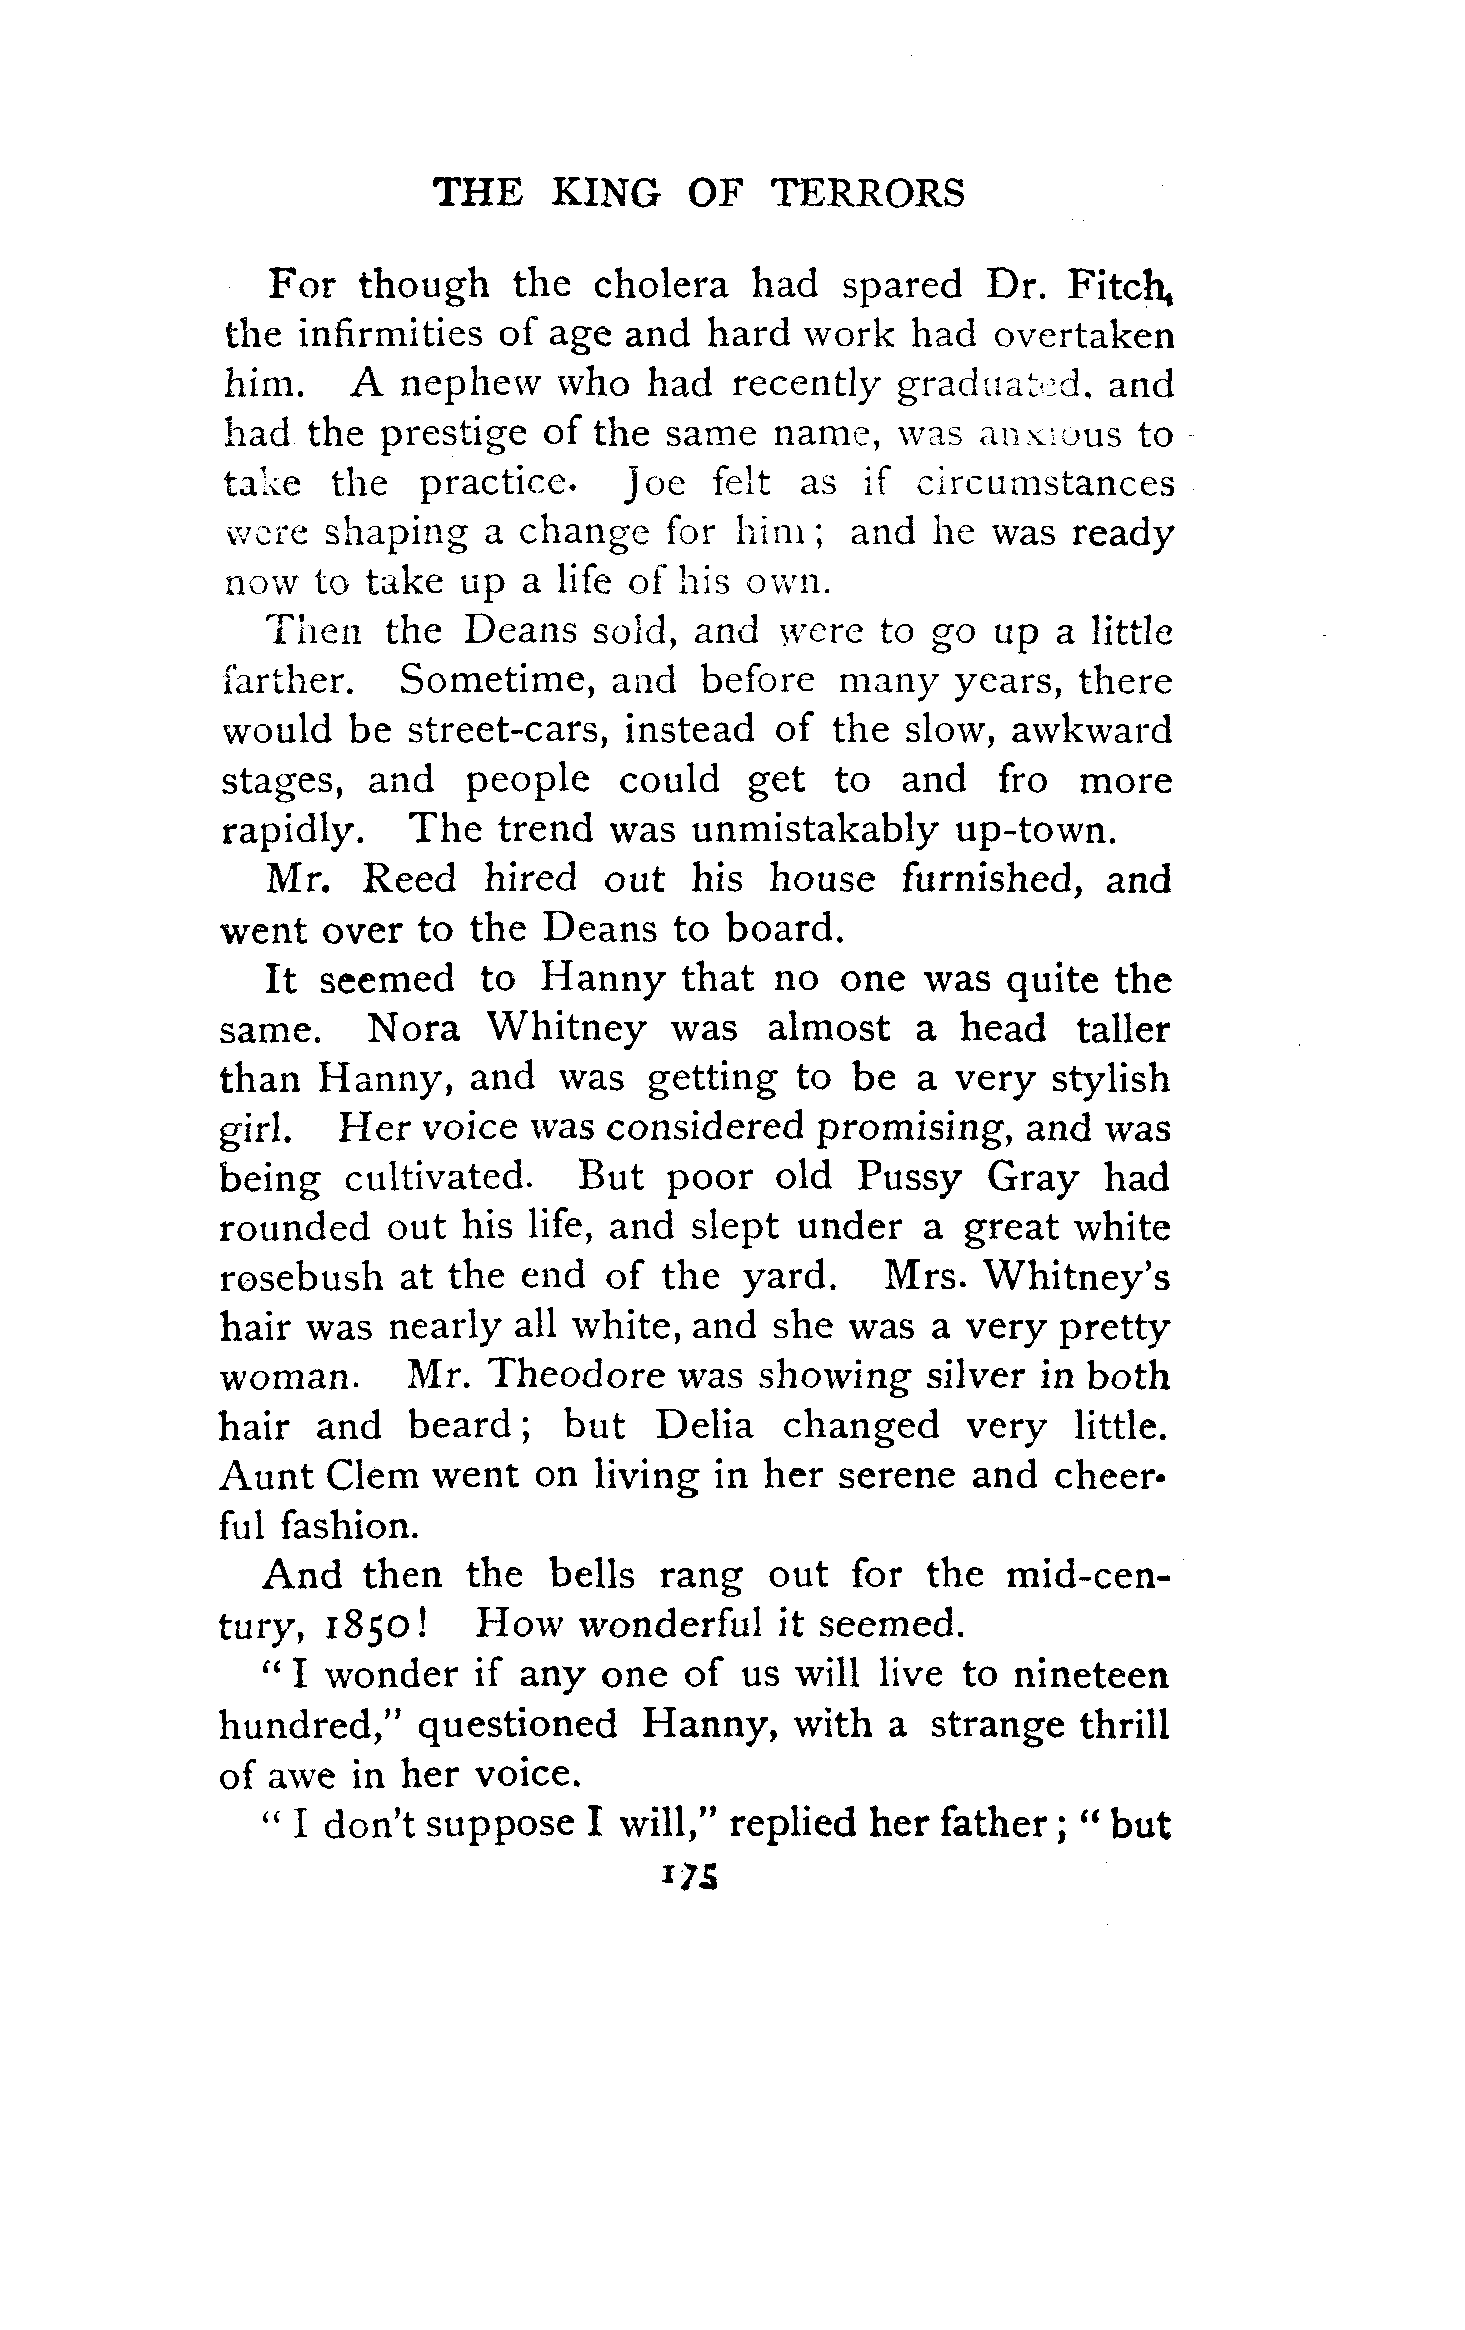 THE KING OF TERRORS
For though the cholera had spared Dr. Fitch,
the infirmities of age and hard work had overtaken
him. A nephew who had recently graduated, and
had the prestige of the same name, was anxious to
take the practice. Joe felt as if circumstances
were shaping a change for him; and he was ready
now to take up a life of his own.
Then the Deans sold, and were to go up a little
farther. Sometime, and before many years, there
would be street-cars, instead of the slow, awkward
stages, and people could get to and fro more
rapidly. The trend was unmistakably up-town.
Mr. Reed hired out his house furnished, and
went over to the Deans to board.
It seemed to Hanny that no one was quite the
same. Nora Whitney was almost a head taller
than Hanny, and was getting to be a very stylish
girl. Her voice was considered promising, and was
being cultivated. But poor old Pussy Gray had
rounded out his life, and slept under a great white
rosebush at the end of the yard. Mrs. Whitney's
hair was nearly all white, and she was a very pretty
woman. Mr. Theodore was showing silver in both
hair and beard; but Delia changed very little.
Aunt Clem went on living in her serene and cheer-
ful fashion.
And then the bells rang out for the mid-cen-
tury, 1850! How wonderful it seemed.
"I wonder if any one of us will live to nineteen
hundred," questioned Hanny, with a strange thrill
of awe in her voice.
"I don't suppose I will," replied her father; "but
175